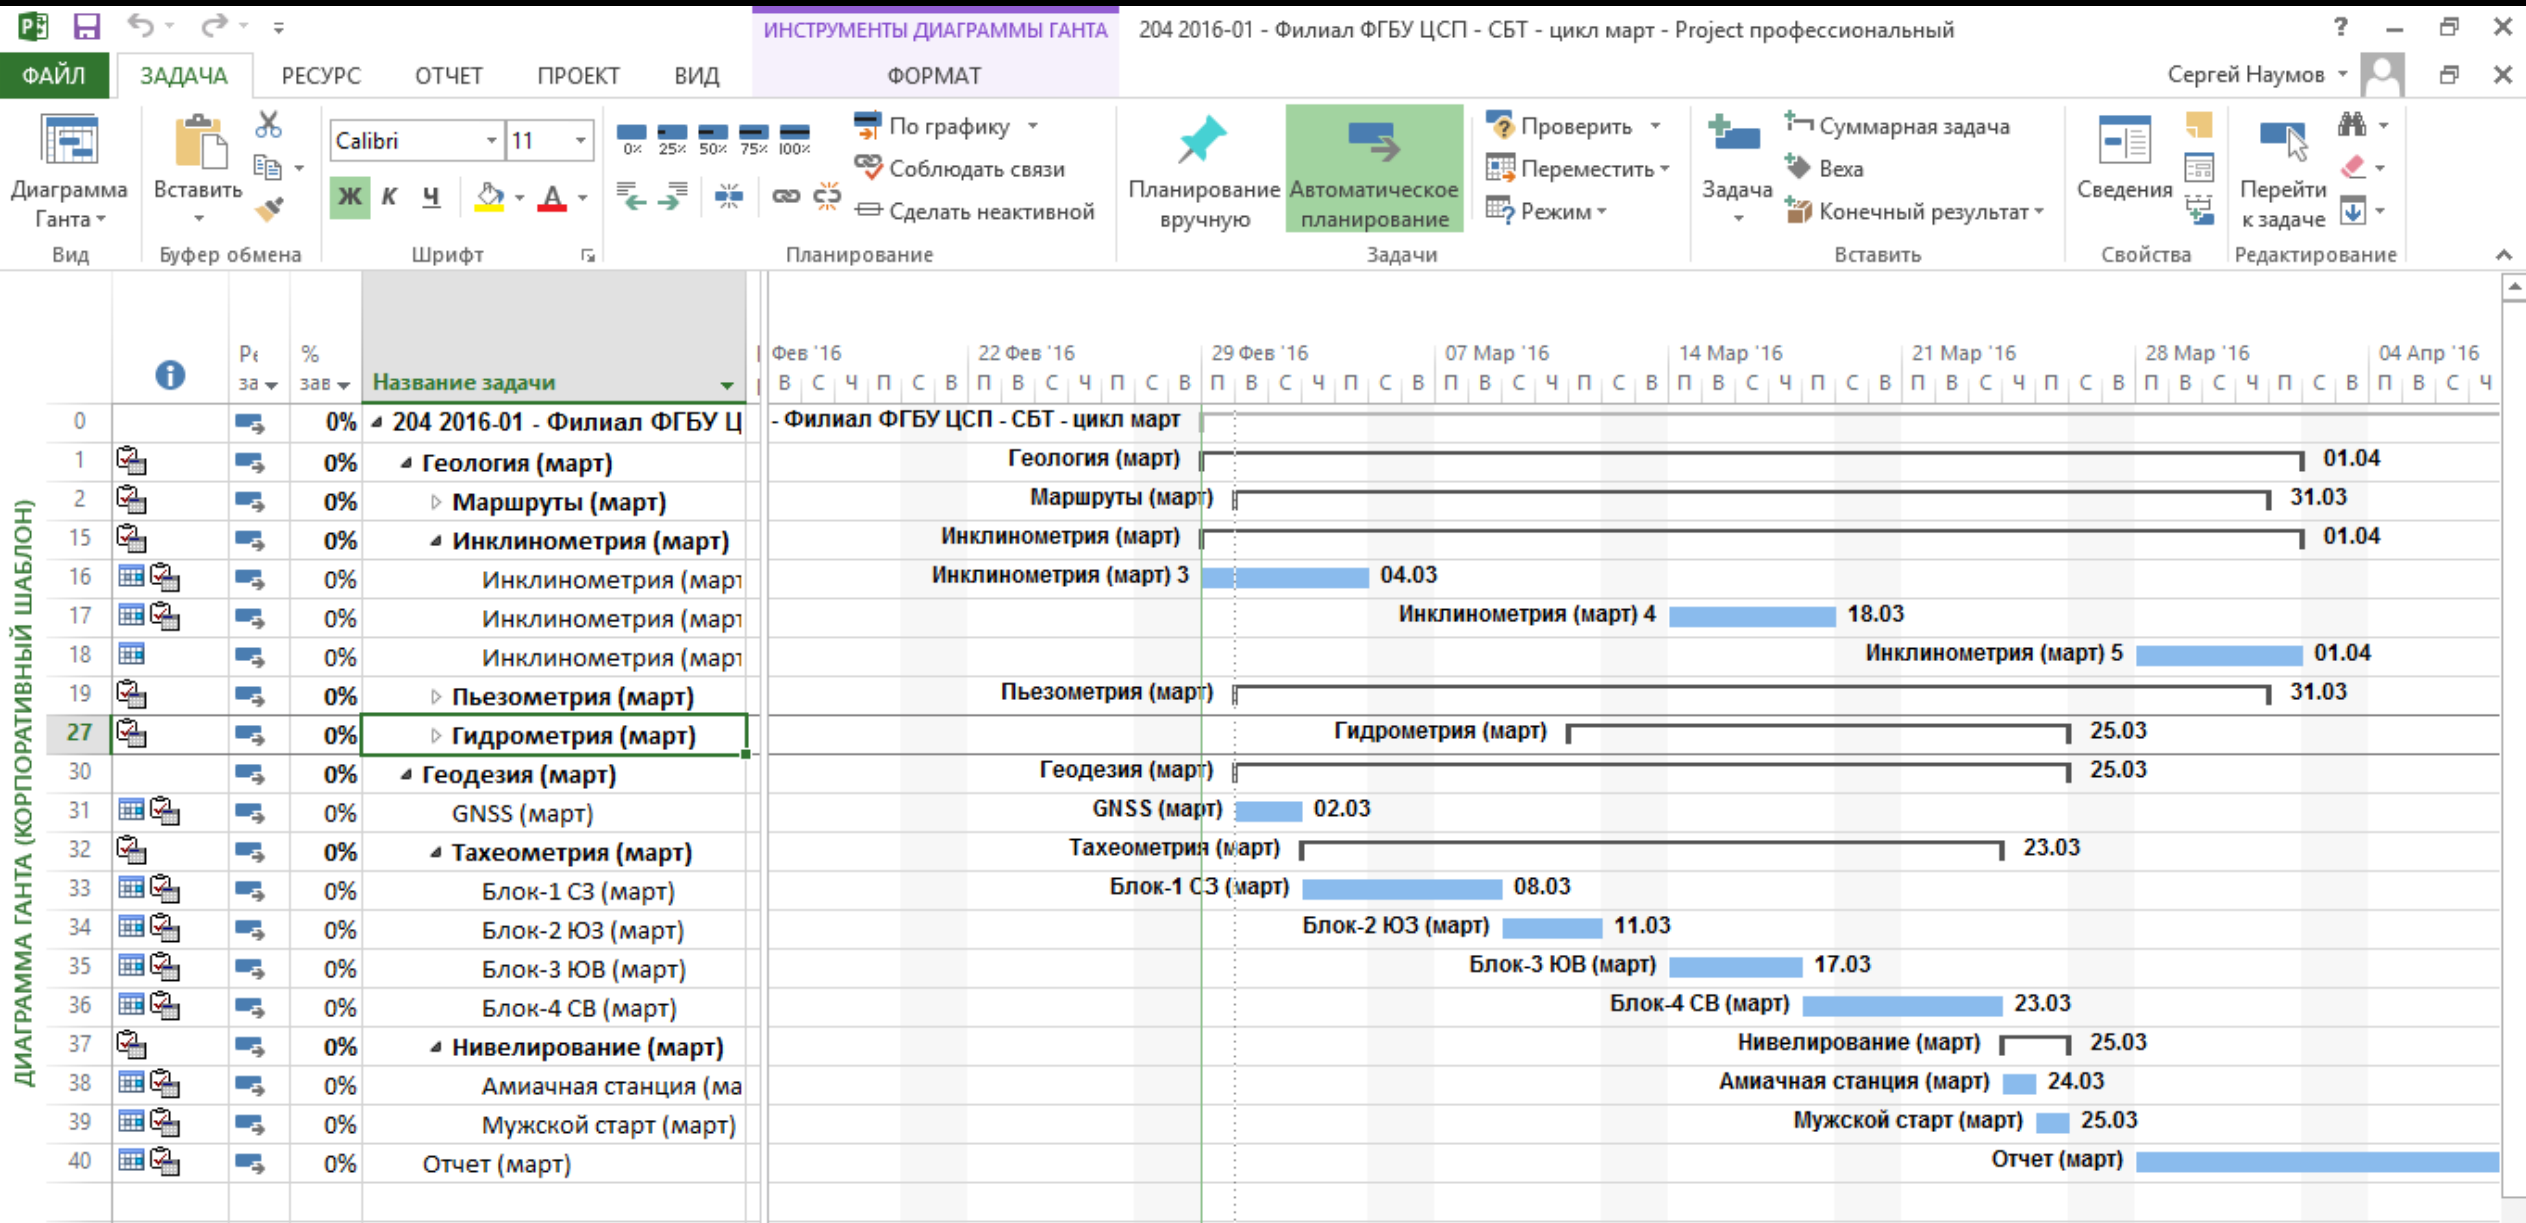 ИНСТРУМЕНТЫ ДИАГРАММЫ ГАНТА
204 2016-01 - Филиал ФГБУ ЦСП - СБТ - цикл март - Project профессиональный
ФАЙЛ ЗАДАЧА РЕСУРС ОТЧЕТ ПРОЕКТ ВИД ФОРМАТ
Сергей Наумов
Диаграмма Ганта
Вид
Вставить
Буфер обмена
Calibri 11
Ж К Ч А
Шрифт
0% 25% 50% 75% 100%
По графику
Соблюдать связи
Сделать неактивной
Планирование
Планирование вручную
Автоматическое планирование
Проверить
Переместить
Режим
Задачи
Задача
Суммарная задача
Веха
Конечный результат
Вставить
Сведения
Свойства
Перейти к задаче
Редактирование
ДИАГРАММА ГАНТА (КОРПОРАТИВНЫЙ ШАБЛОН)
за % зав Название задачи
Фев '16 22 Фев '16 29 Фев '16 07 Мар '16 14 Мар '16 21 Мар '16 28 Мар '16 04 Апр '16
В С Ч П С В П В С Ч П С В П В С Ч П С В П В С Ч П С В П В С Ч П С В П В С Ч П С В П В С Ч П С В П В С Ч
0 0% 204 2016-01 - Филиал ФГБУ Ц - Филиал ФГБУ ЦСП - СБТ - цикл март
1 0% Геология (март) Геология (март) 01.04
2 0% Маршруты (март) Маршруты (март) 31.03
15 0% Инклинометрия (март) Инклинометрия (март) 01.04
16 0% Инклинометрия (март Инклинометрия (март) 3 04.03
17 0% Инклинометрия (март Инклинометрия (март) 4 18.03
18 0% Инклинометрия (март Инклинометрия (март) 5 01.04
19 0% Пьезометрия (март) Пьезометрия (март) 31.03
27 0% Гидрометрия (март) Гидрометрия (март) 25.03
30 0% Геодезия (март) Геодезия (март) 25.03
31 0% GNSS (март) GNSS (март) 02.03
32 0% Тахеометрия (март) Тахеометрия (март) 23.03
33 0% Блок-1 СЗ (март) Блок-1 СЗ (март) 08.03
34 0% Блок-2 ЮЗ (март) Блок-2 ЮЗ (март) 11.03
35 0% Блок-3 ЮВ (март) Блок-3 ЮВ (март) 17.03
36 0% Блок-4 СВ (март) Блок-4 СВ (март) 23.03
37 0% Нивелирование (март) Нивелирование (март) 25.03
38 0% Амиачная станция (ма Амиачная станция (март) 24.03
39 0% Мужской старт (март) Мужской старт (март) 25.03
40 0% Отчет (март) Отчет (март)